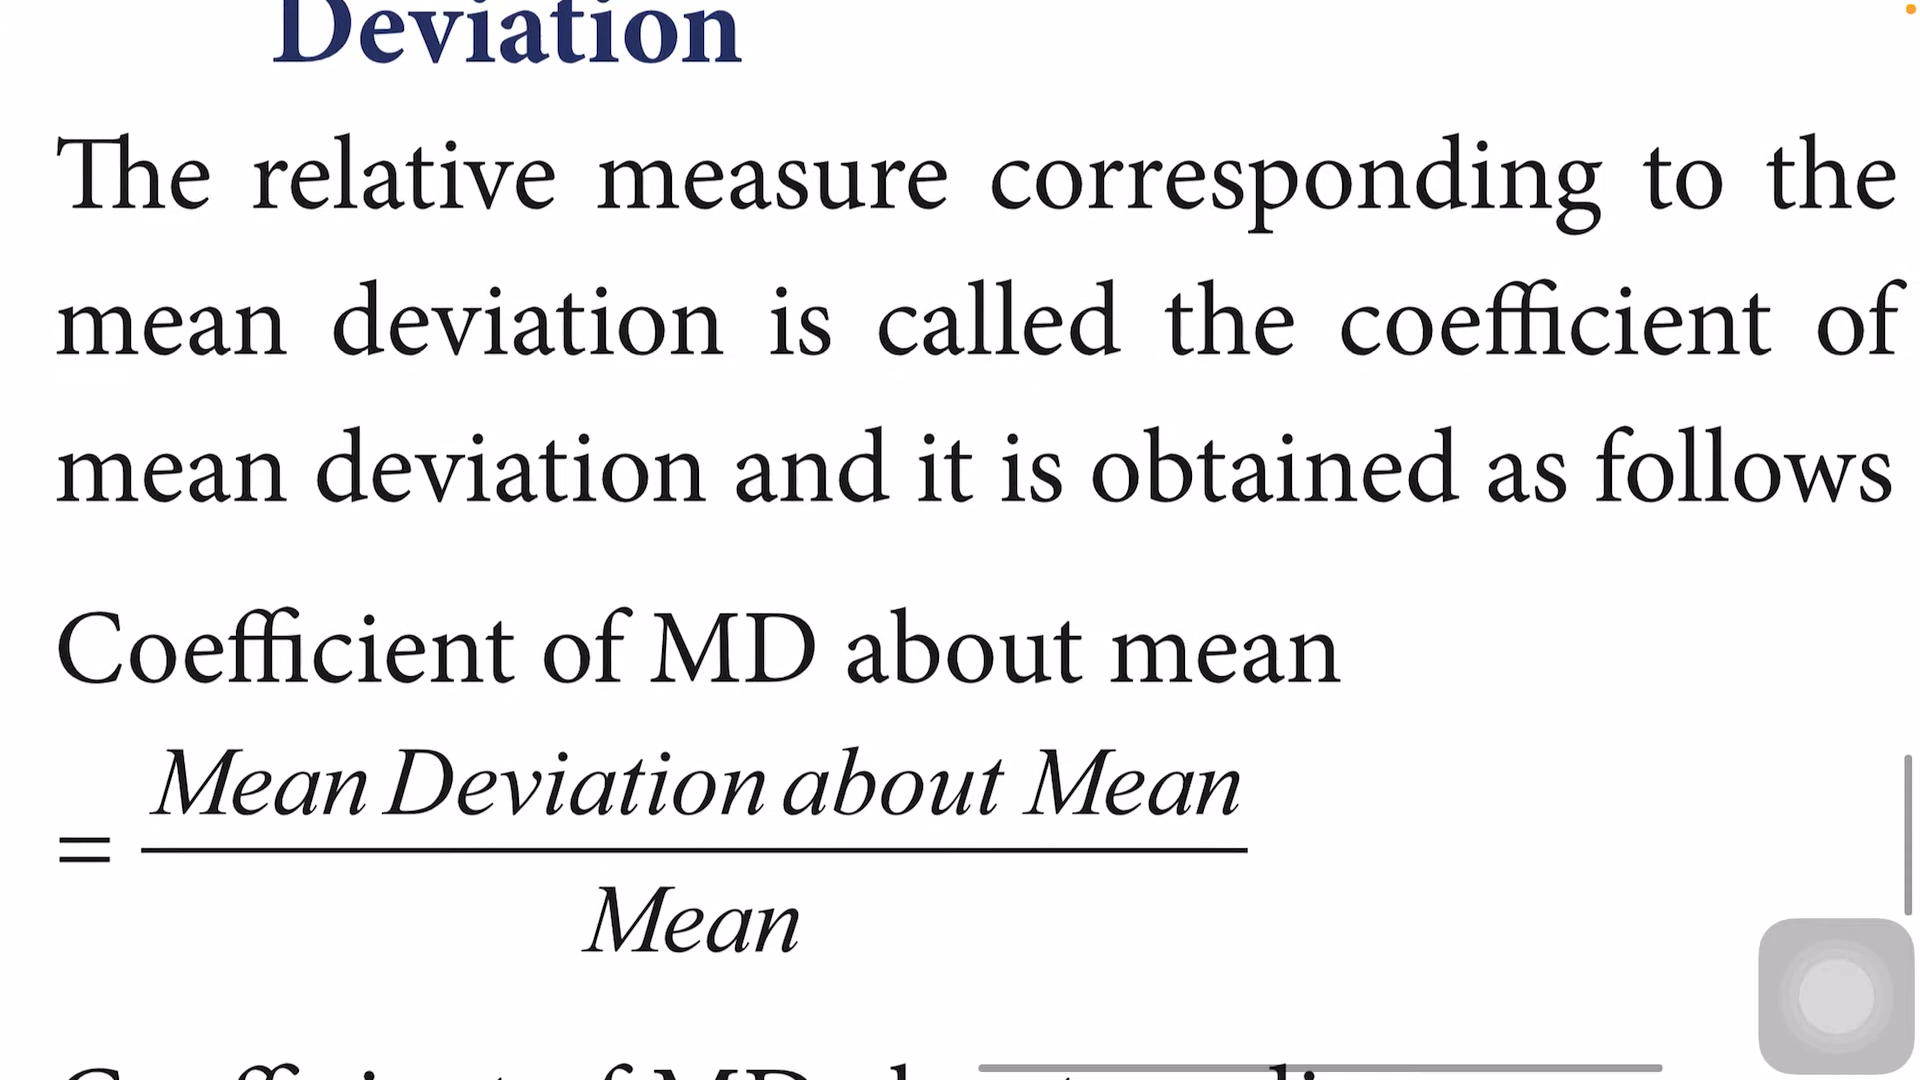 Deviation
The relative measure corresponding to the
mean deviation is called the coefficient of
mean deviation and it is obtained as follows
Coefficient of MD about mean
Mean Deviation about Mean
=
Mean